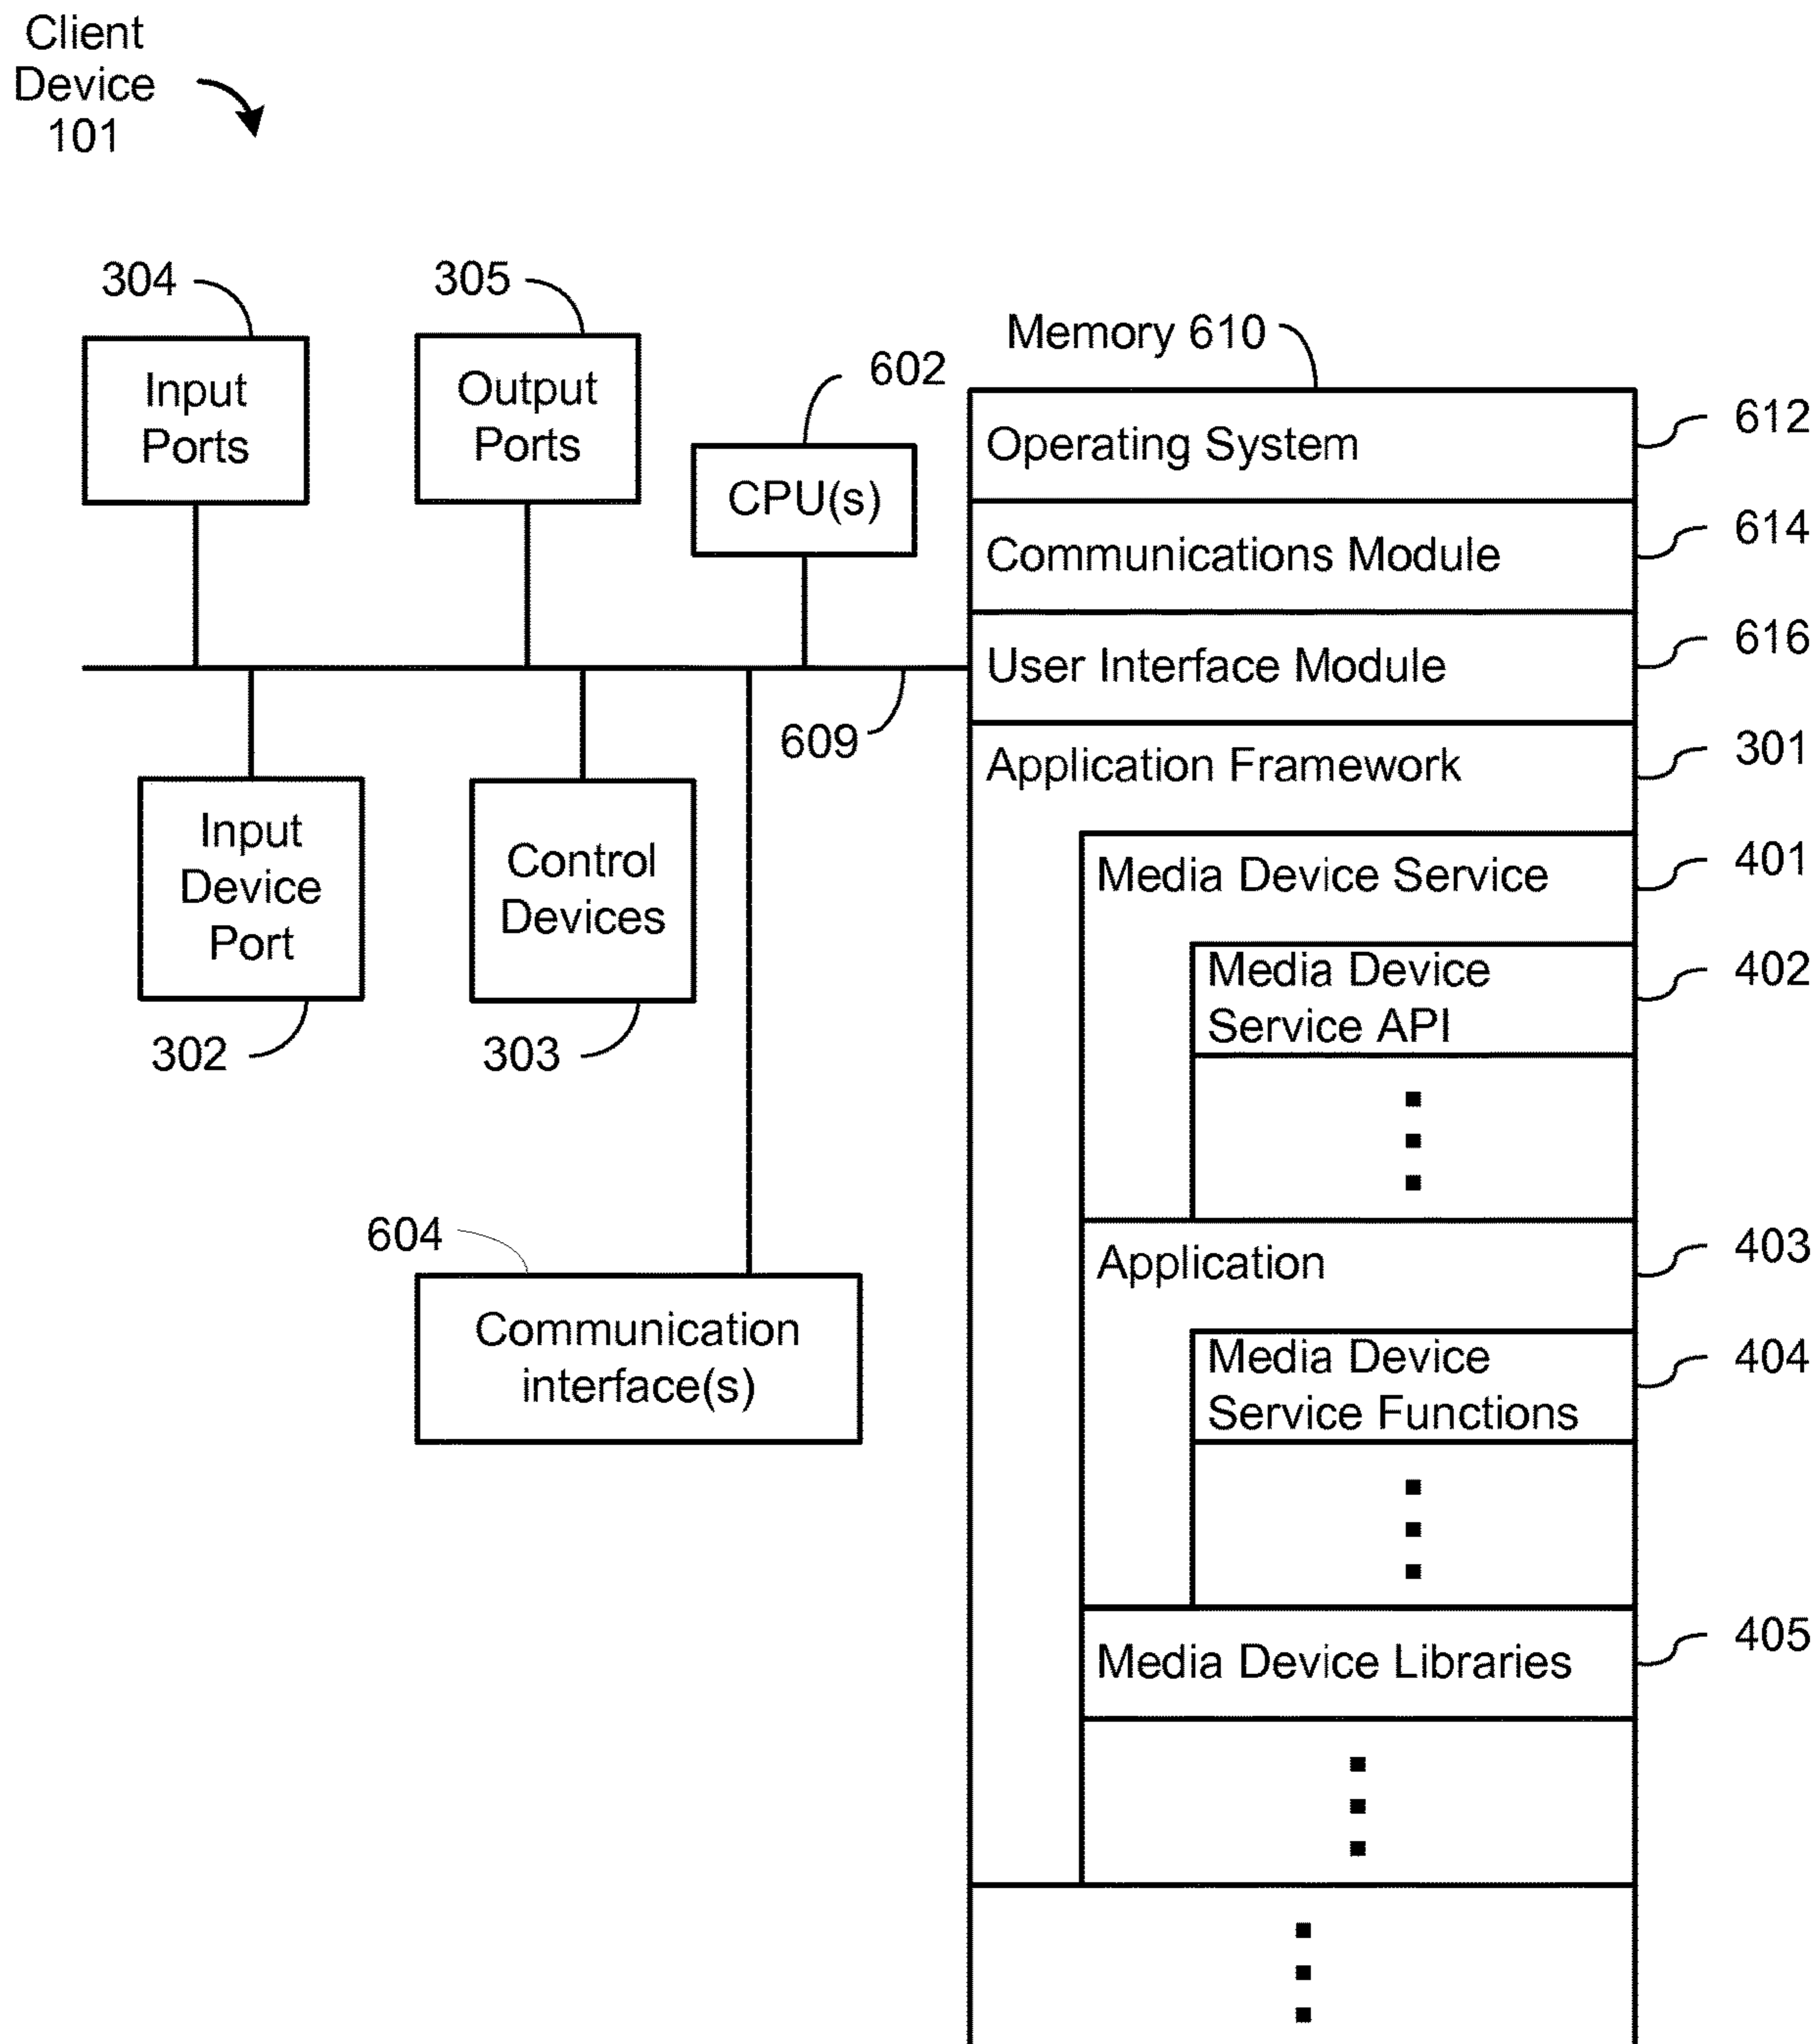 Client
Device
101
304
305
Input
Ports
Output
Ports
602
CPU(s)
609
Input
Device
Port
Control
Devices
302
303
604
Communication
interface(s)
Memory 610
Operating System
612
Communications Module
614
User Interface Module
616
Application Framework
301
Media Device Service
401
Media Device
Service API
402
Application
403
Media Device
Service Functions
404
Media Device Libraries
405